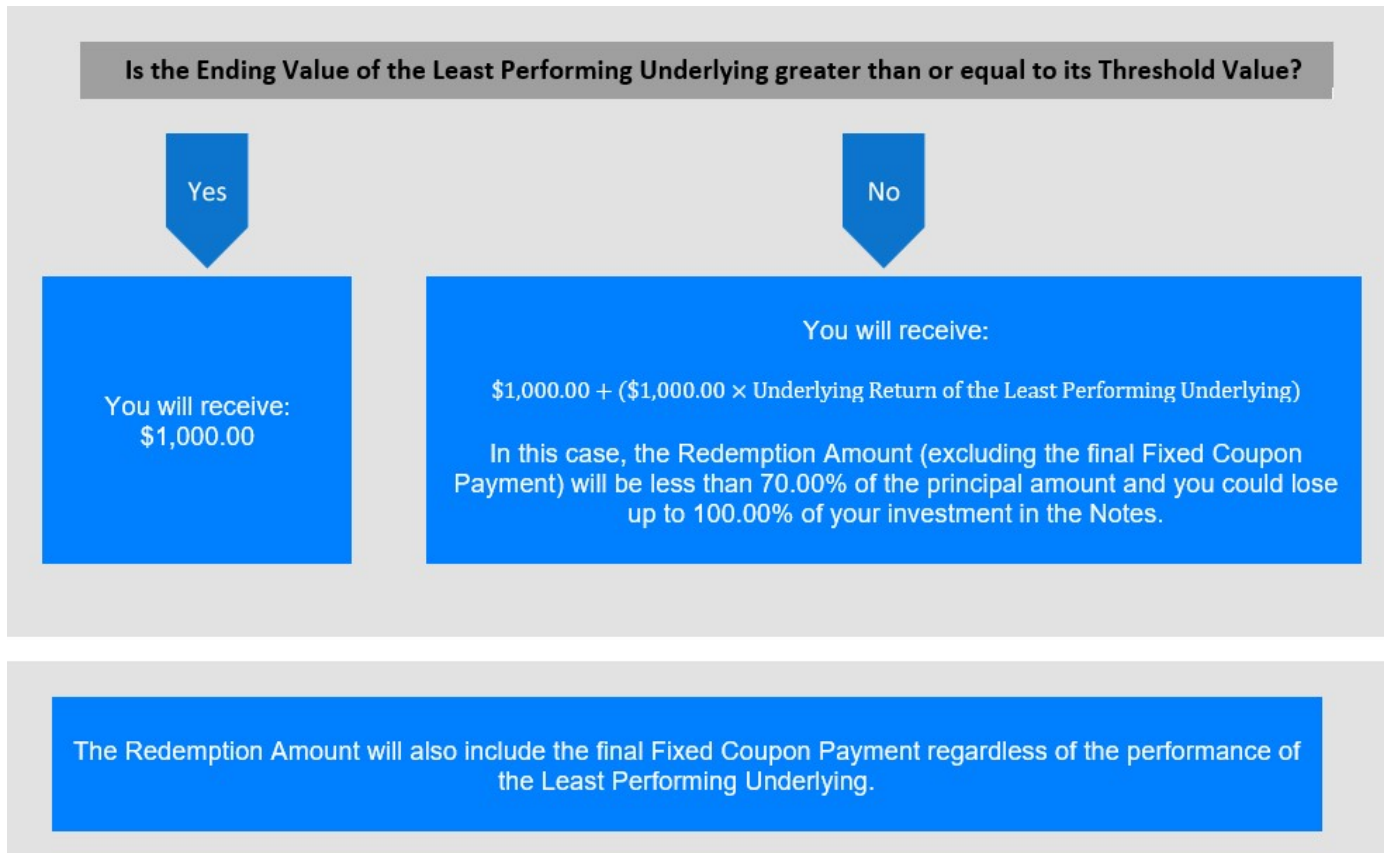 Is the Ending Value of the Least Performing Underlying greater than or equal to its Threshold Value?
Yes
No
You will receive:
$1,000.00
You will receive:
$1,000.00 + ($1,000.00 × Underlying Return of the Least Performing Underlying)
In this case, the Redemption Amount (excluding the final Fixed Coupon
Payment) will be less than 70.00% of the principal amount and you could lose
up to 100.00% of your investment in the Notes.
The Redemption Amount will also include the final Fixed Coupon Payment regardless of the performance of
the Least Performing Underlying.